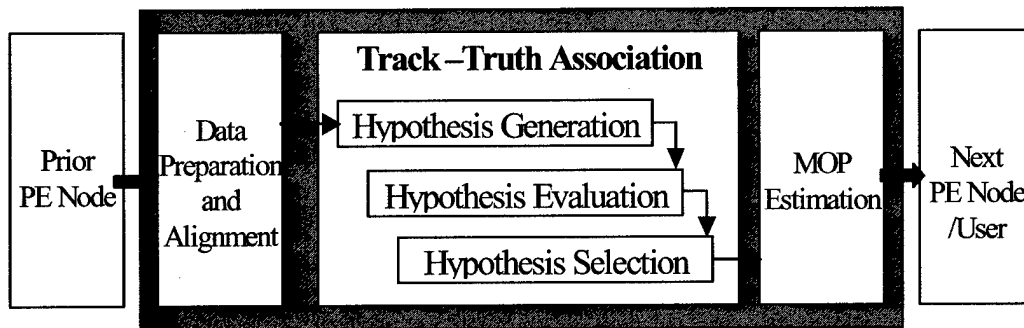 Prior
PE Node
Data
Preparation
and
Alignment
Track –Truth Association
Hypothesis Generation
Hypothesis Evaluation
Hypothesis Selection
MOP
Estimation
Next
PE Node
/User